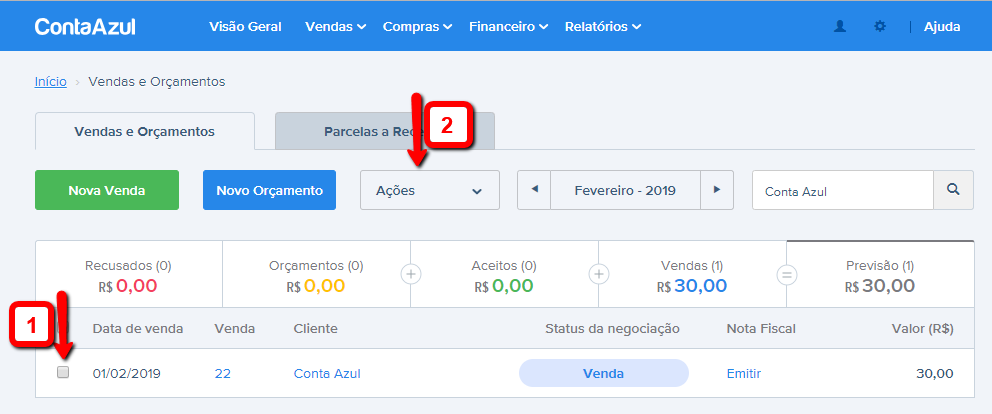 ContaAzul Visão Geral Vendas Compras Financeiro Relatórios Ajuda
Início > Vendas e Orçamentos
Vendas e Orçamentos Parcelas a Rece
2
Nova Venda Novo Orçamento Ações Fevereiro - 2019 Conta Azul
Recusados (0) Orçamentos (0) Aceitos (0) Vendas (1) Previsão (1)
R$ 0,00 R$ 0,00 + R$ 0,00 + R$ 30,00 = R$ 30,00
1
Data de venda Venda Cliente Status da negociação Nota Fiscal Valor (R$)
01/02/2019 22 Conta Azul Venda Emitir 30,00